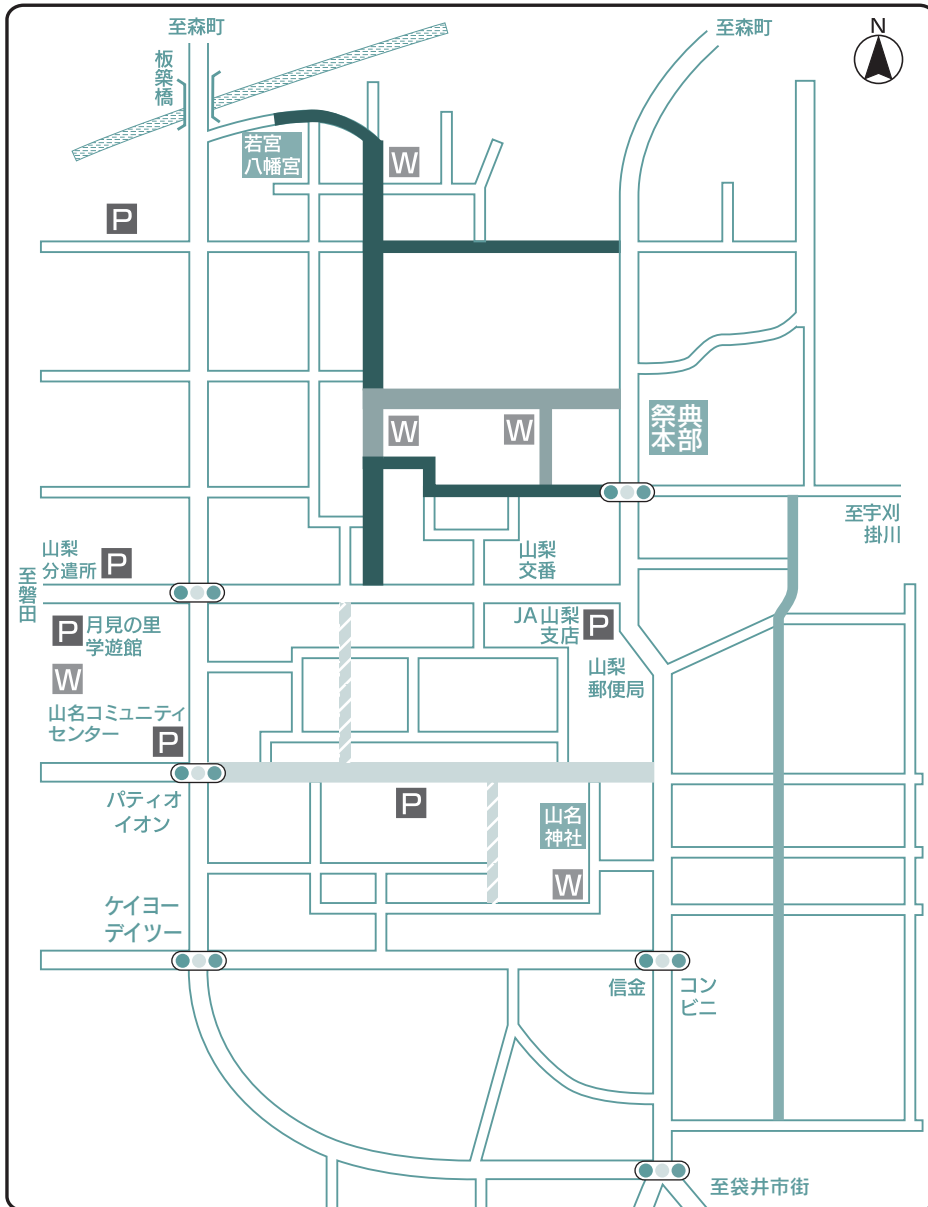 至森町
至森町
N
板築橋
若宮
八幡宮
W
P
W
W
祭典
本部
至宇刈
掛川
山梨
分遣所
P
山梨
交番
至磐田
P
月見の里
学遊館
JA山梨
支店
P
W
山梨
郵便局
山名コミュニティ
センター
P
パティオ
イオン
P
山名
神社
W
ケイヨー
デイツー
信金
コン
ビニ
至袋井市街